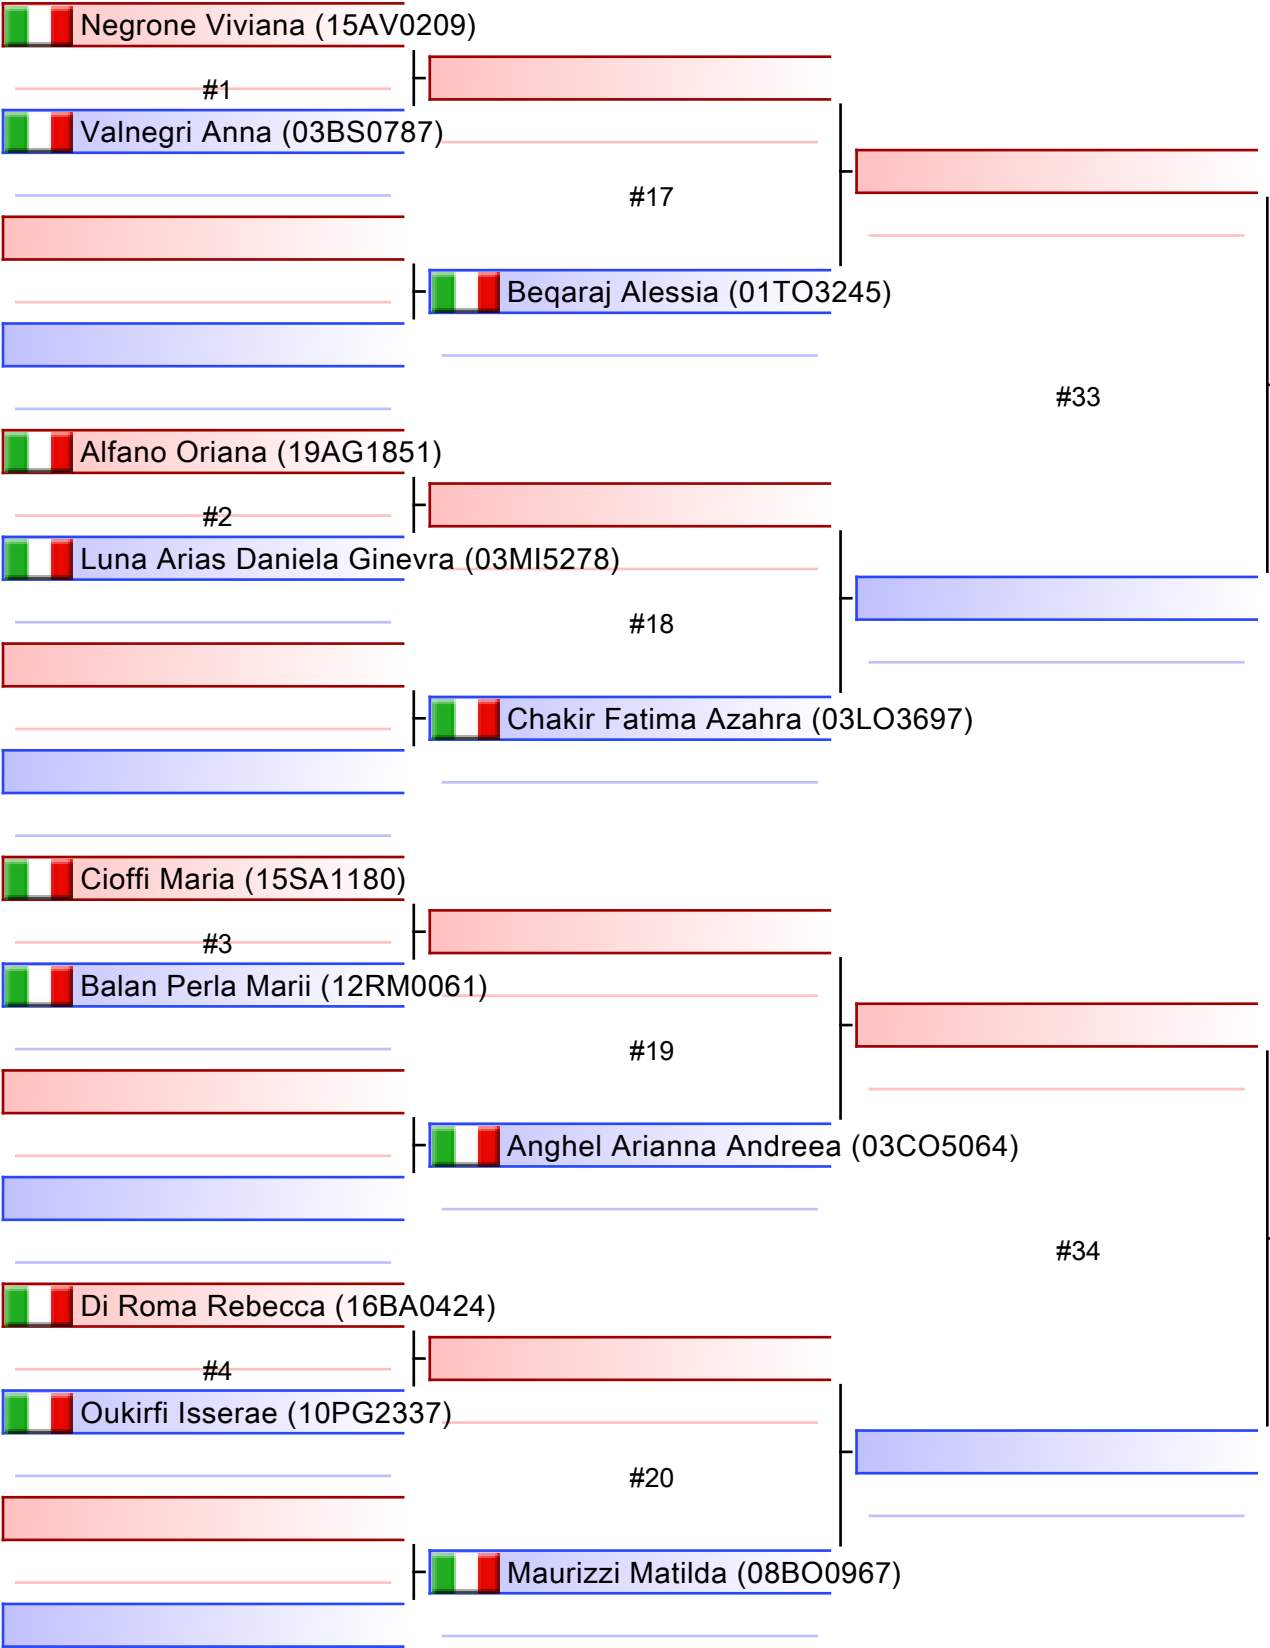 Negrone Viviana (15AV0209)
#1
Valnegri Anna (03BS0787)
#17
Beqaraj Alessia (01TO3245)
#33
Alfano Oriana (19AG1851)
#2
Luna Arias Daniela Ginevra (03MI5278)
#18
Chakir Fatima Azahra (03LO3697)
Cioffi Maria (15SA1180)
#3
Balan Perla Marii (12RM0061)
#19
Anghel Arianna Andreea (03CO5064)
#34
Di Roma Rebecca (16BA0424)
#4
Oukirfi Isserae (10PG2337)
#20
Maurizzi Matilda (08BO0967)